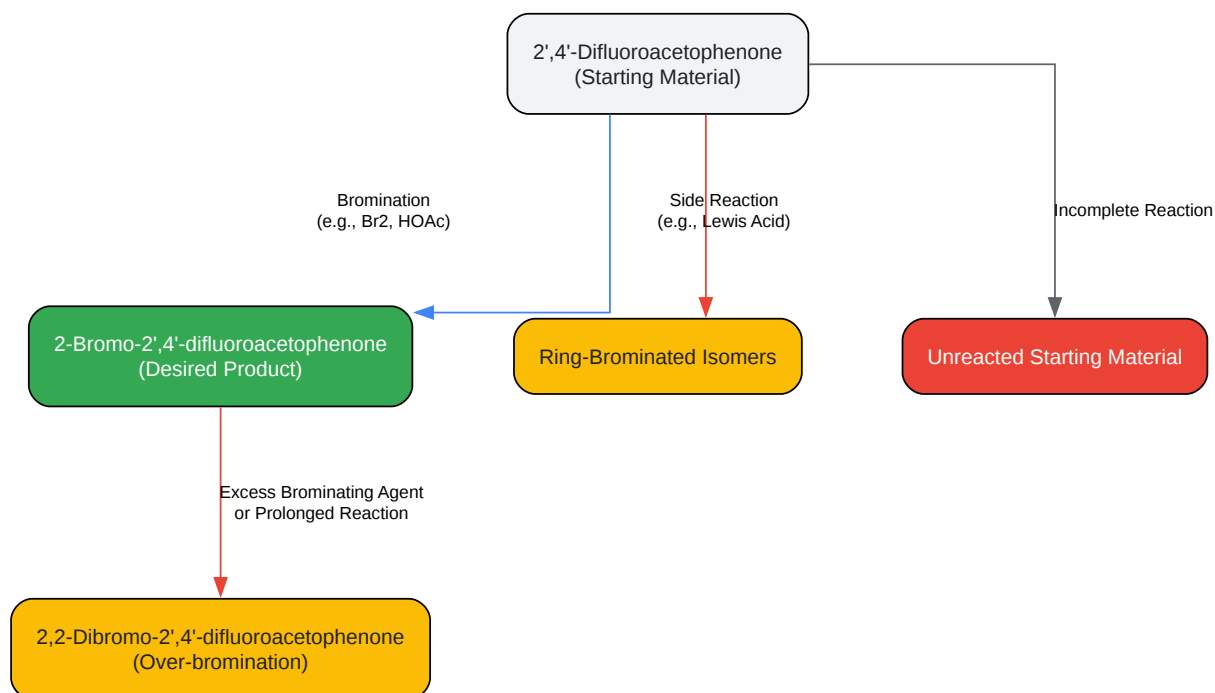 2',4'-Difluoroacetophenone
(Starting Material)
Bromination
(e.g., Br2, HOAc)
Side Reaction
(e.g., Lewis Acid)
Incomplete Reaction
2-Bromo-2',4'-difluoroacetophenone
(Desired Product)
Ring-Brominated Isomers
Unreacted Starting Material
Excess Brominating Agent
or Prolonged Reaction
2,2-Dibromo-2',4'-difluoroacetophenone
(Over-bromination)